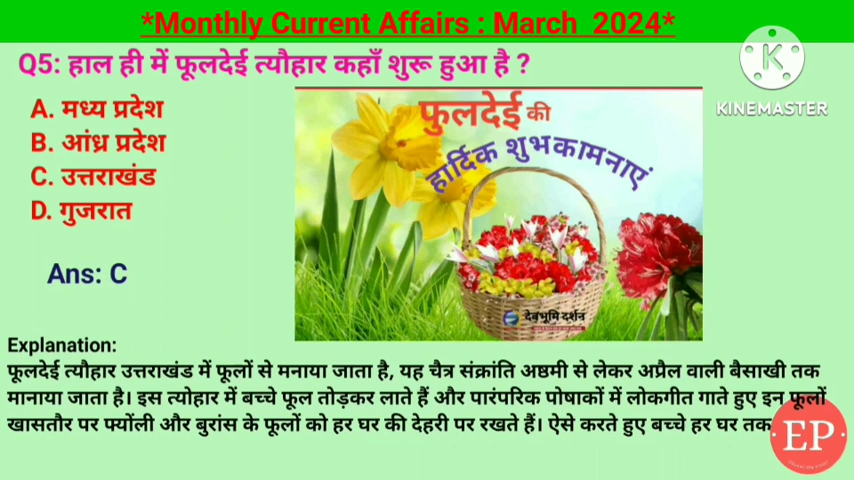 *Monthly Current Affairs : March 2024*
Q5: हाल ही में फूलदेई त्यौहार कहाँ शुरू हुआ है ?
KINEMASTER
A. मध्य प्रदेश
B. आंध्र प्रदेश
C. उत्तराखंड
D. गुजरात
Ans: C
फुलदेई की
हार्दिक शुभकामनाएं
देवभूमि दर्शन
Explanation:
फूलदेई त्यौहार उत्तराखंड में फूलों से मनाया जाता है, यह चैत्र संक्रांति अष्ठमी से लेकर अप्रैल वाली बैसाखी तक
मानाया जाता है। इस त्योहार में बच्चे फूल तोड़कर लाते हैं और पारंपरिक पोषाकों में लोकगीत गाते हुए इन फूलों
खासतौर पर फ्योंली और बुरांस के फूलों को हर घर की देहरी पर रखते हैं। ऐसे करते हुए बच्चे हर घर तक
EP